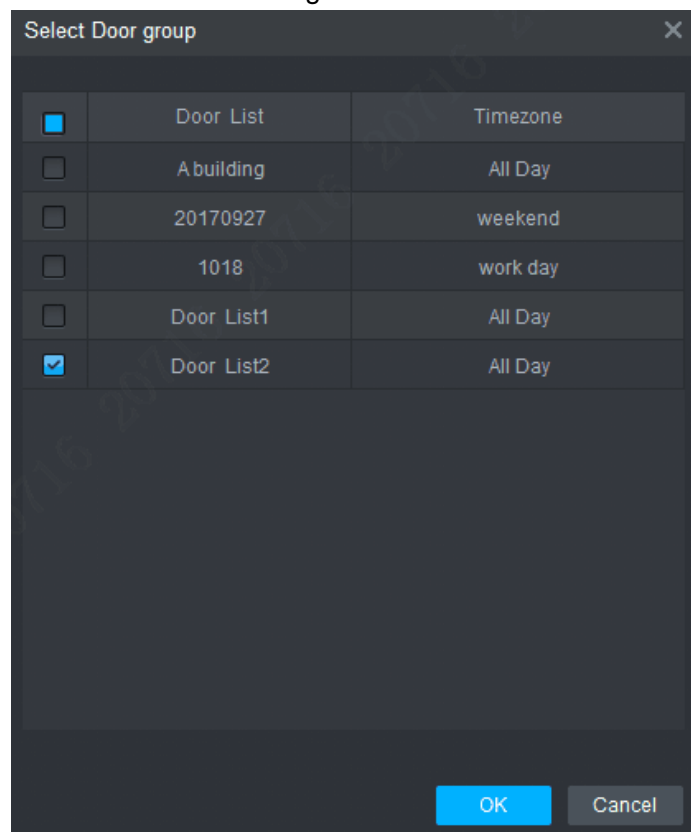 Select Door group
Door List Timezone
A building All Day
20170927 weekend
1018 work day
Door List1 All Day
Door List2 All Day
OK Cancel